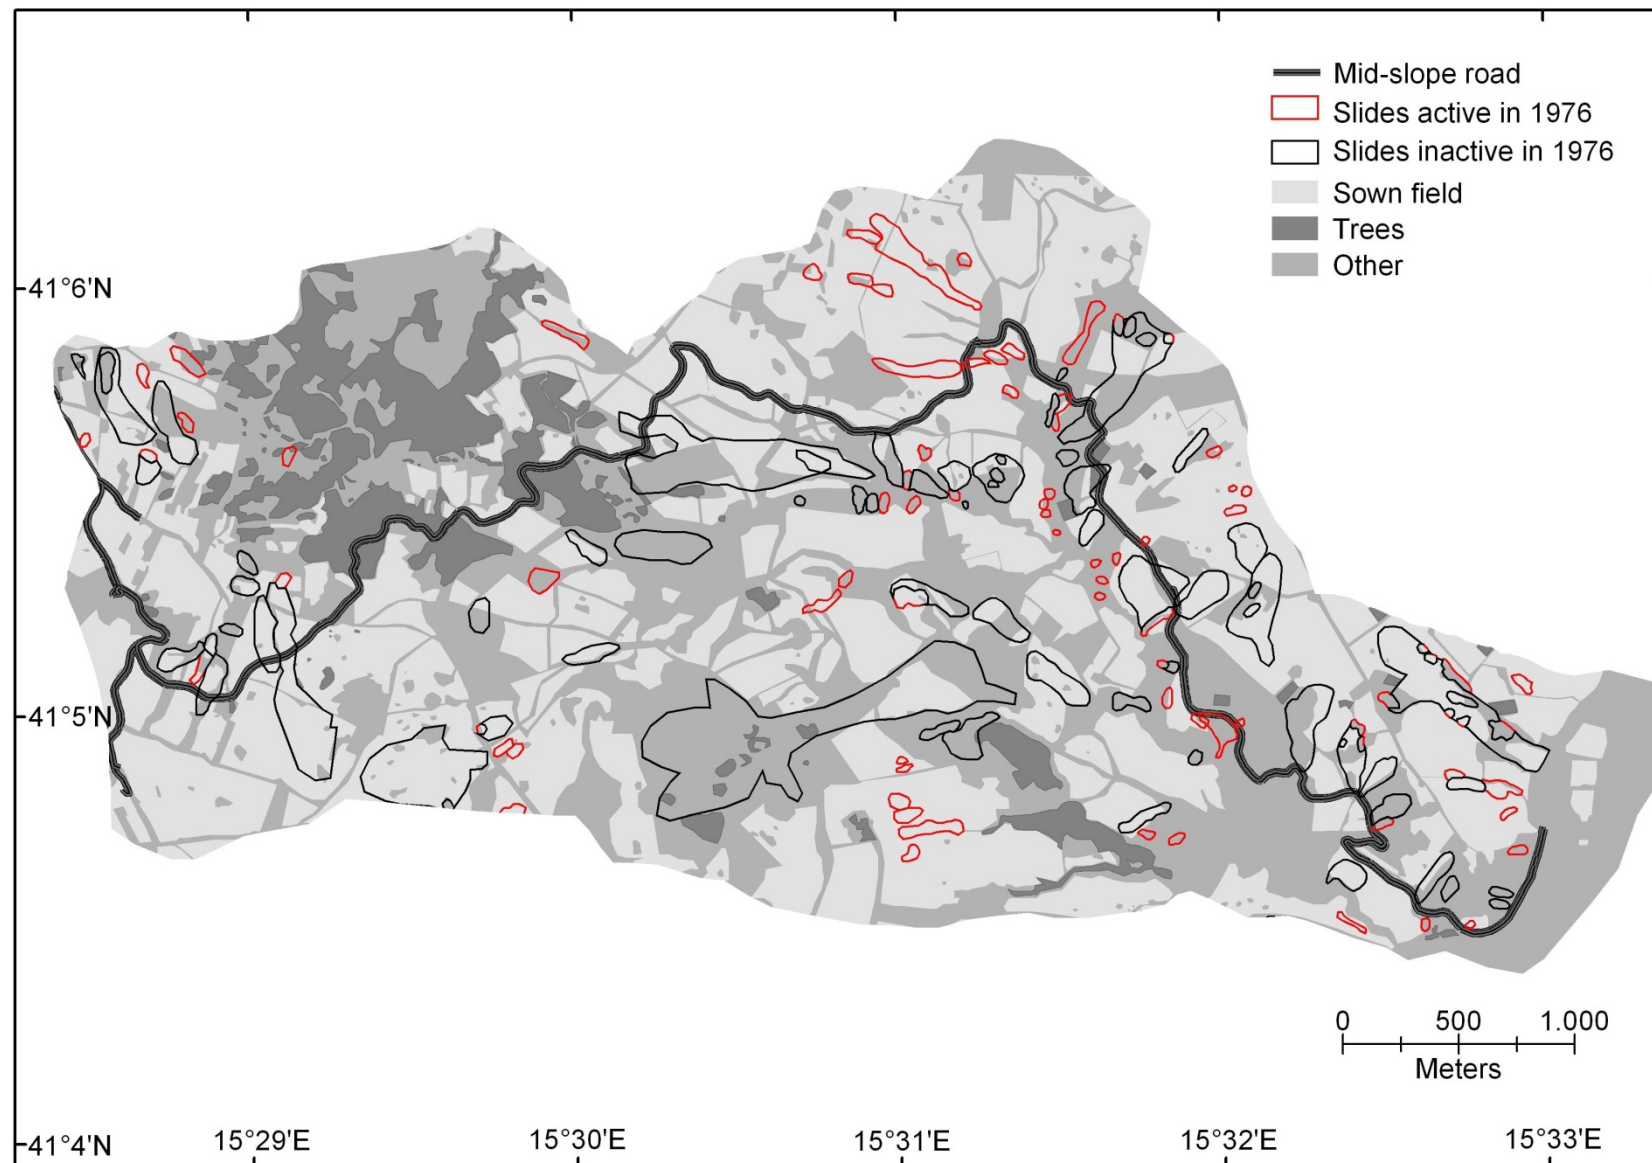 Mid-slope road
Slides active in 1976
Slides inactive in 1976
Sown field
Trees
Other
41°6'N
41°5'N
0 500 1.000
Meters
41°4'N
15°29'E 15°30'E 15°31'E 15°32'E 15°33'E